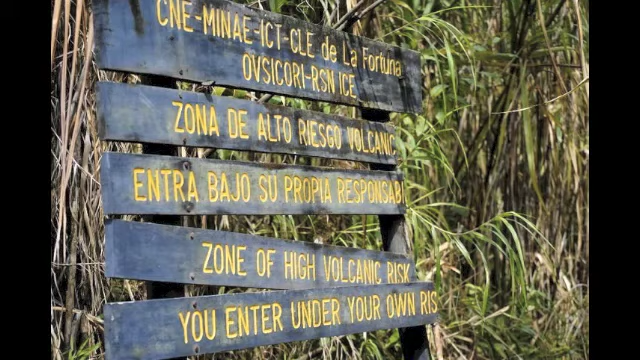 CNE-MINAE-ICT-CLE de La Fortuna
OVSICORI-RSN ICE
ZONA DE ALTO RIESGO VOLCANIC
ENTRA BAJO SU PROPIA RESPONSABI
ZONE OF HIGH VOLCANIC RISK
YOU ENTER UNDER YOUR OWN RIS